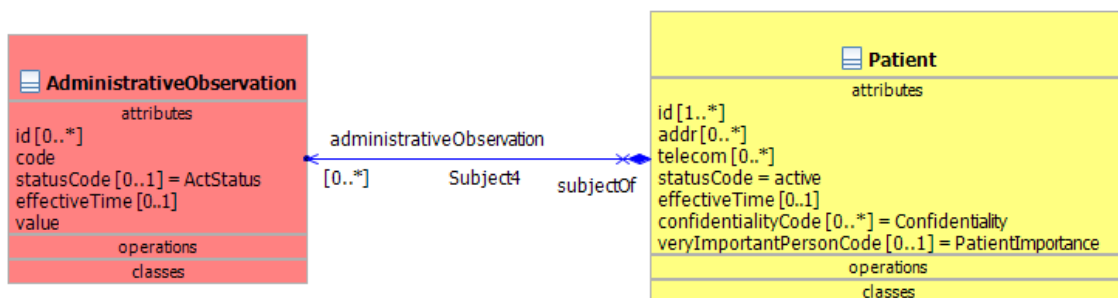 AdministrativeObservation
attributes
id [0..*]
code
statusCode [0..1] = ActStatus
effectiveTime [0..1]
value
operations
classes
administrativeObservation
[0..*]
Subject4
subjectOf
Patient
attributes
id [1..*]
addr [0..*]
telecom [0..*]
statusCode = active
effectiveTime [0..1]
confidentialityCode [0..*] = Confidentiality
veryImportantPersonCode [0..1] = PatientImportance
operations
classes